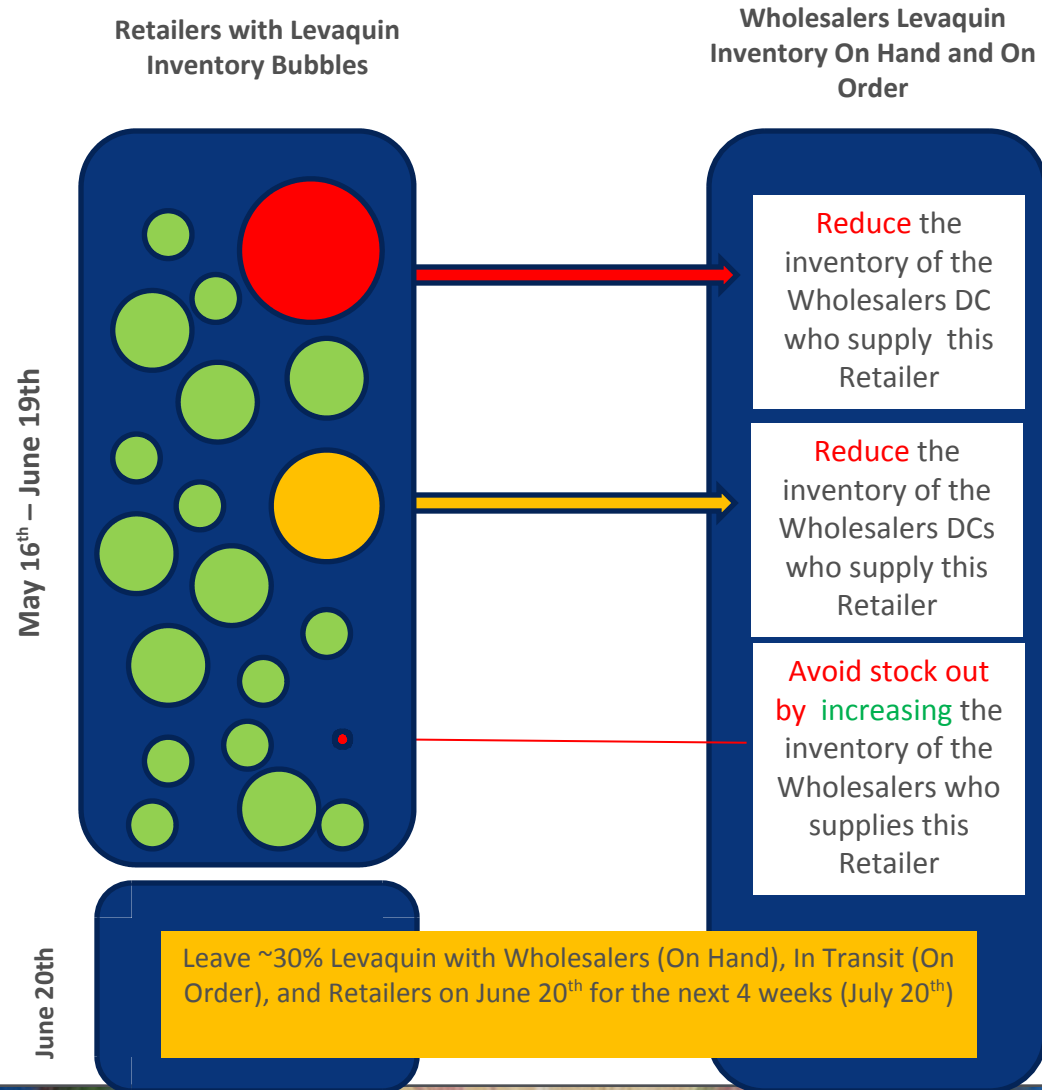 Retailers with Levaquin
Inventory Bubbles
Wholesalers Levaquin
Inventory On Hand and On
Order
May 16th – June 19th
Reduce the
inventory of the
Wholesalers DC
who supply this
Retailer
Reduce the
inventory of the
Wholesalers DCs
who supply this
Retailer
Avoid stock out
by increasing the
inventory of the
Wholesalers who
supplies this
Retailer
June 20th
Leave ~30% Levaquin with Wholesalers (On Hand), In Transit (On
Order), and Retailers on June 20th for the next 4 weeks (July 20th)